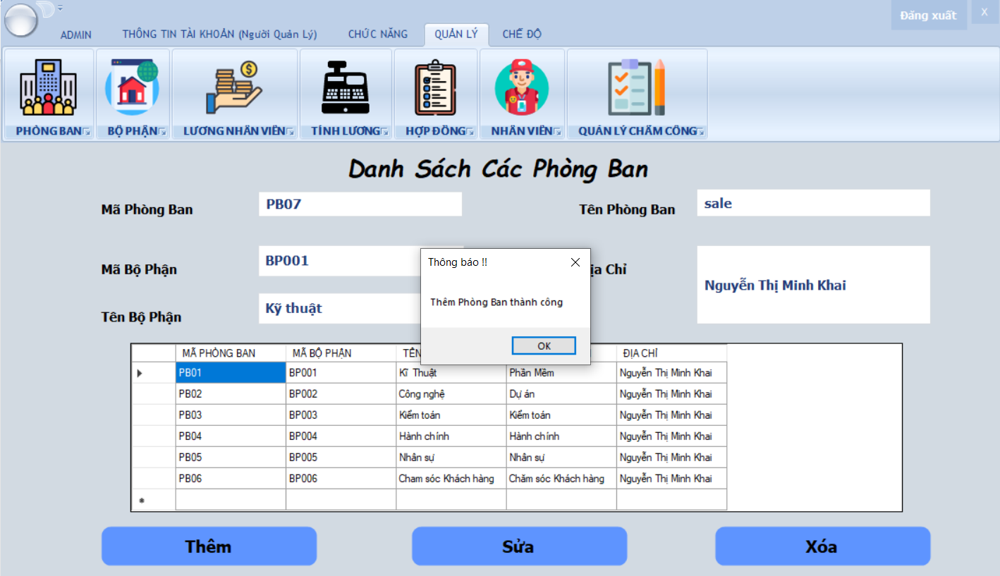 Đăng xuất X
ADMIN THÔNG TIN TÀI KHOẢN (Người Quản Lý) CHỨC NĂNG QUẢN LÝ CHẾ ĐỘ
PHÒNG BAN BỘ PHẬN LƯƠNG NHÂN VIÊN TÍNH LƯƠNG HỢP ĐỒNG NHÂN VIÊN QUẢN LÝ CHẤM CÔNG
Danh Sách Các Phòng Ban
Mã Phòng Ban PB07 Tên Phòng Ban sale
Mã Bộ Phận BP001 ịa Chỉ Nguyễn Thị Minh Khai
Tên Bộ Phận Kỹ thuật
Thông báo !!
Thêm Phòng Ban thành công
OK
MÃ PHÒNG BAN MÃ BỘ PHẬN TÊN ĐỊA CHỈ
PB01 BP001 Kĩ Thuật Phần Mềm Nguyễn Thị Minh Khai
PB02 BP002 Công nghệ Dự án Nguyễn Thị Minh Khai
PB03 BP003 Kiểm toán Kiểm toán Nguyễn Thị Minh Khai
PB04 BP004 Hành chính Hành chính Nguyễn Thị Minh Khai
PB05 BP005 Nhân sự Nhân sự Nguyễn Thị Minh Khai
PB06 BP006 Cham sóc Khách hàng Chăm sóc Khách hàng Nguyễn Thị Minh Khai
Thêm Sửa Xóa